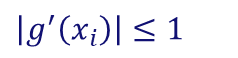 |g′(xᵢ)| ≤ 1